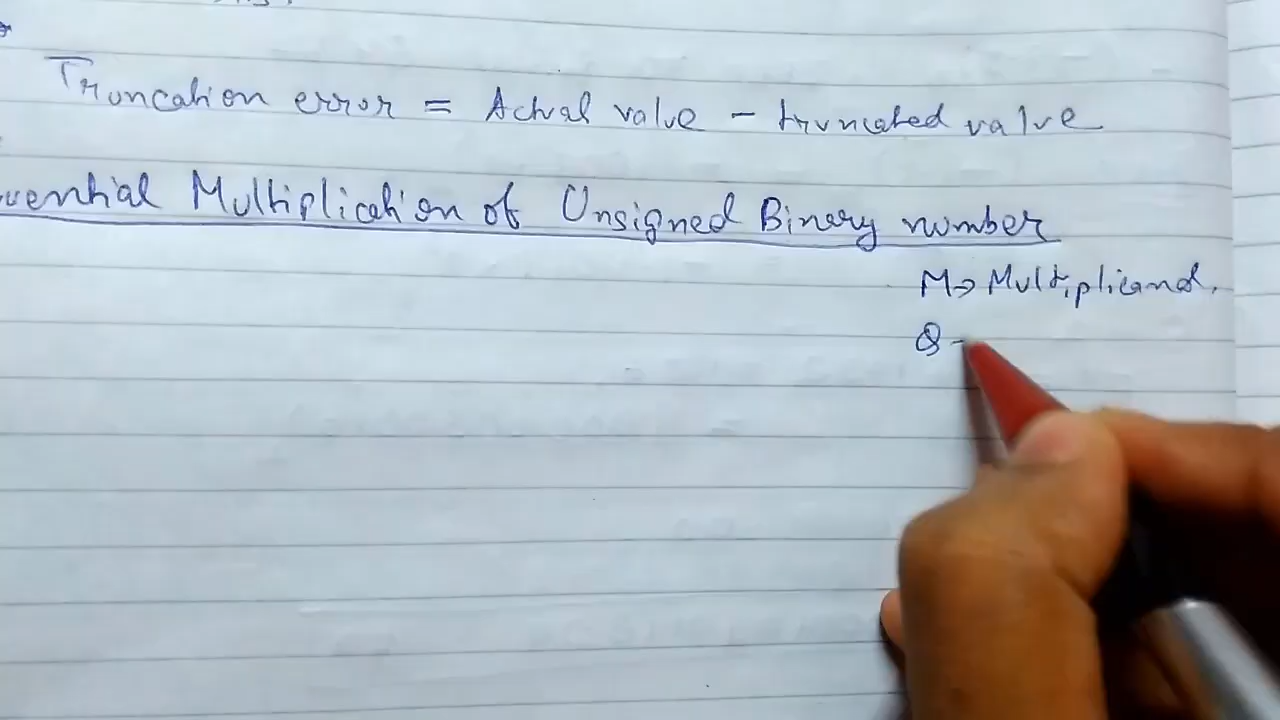 Truncation error = Actual value - truncated value
uential Multiplication of Unsigned Binary number
M→ Multiplicand.
Q -